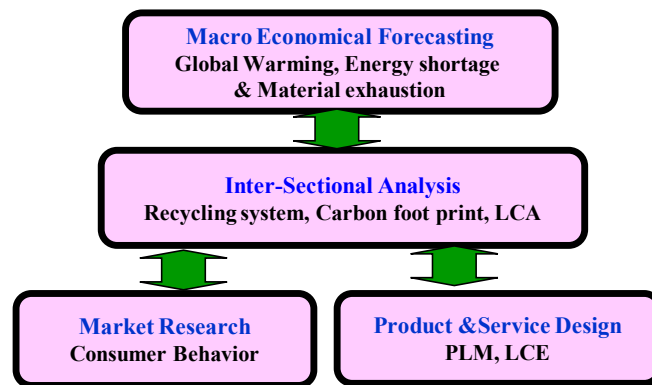 Macro Economical Forecasting
Global Warming, Energy shortage
& Material exhaustion
Inter-Sectional Analysis
Recycling system, Carbon foot print, LCA
Market Research
Consumer Behavior
Product &Service Design
PLM, LCE